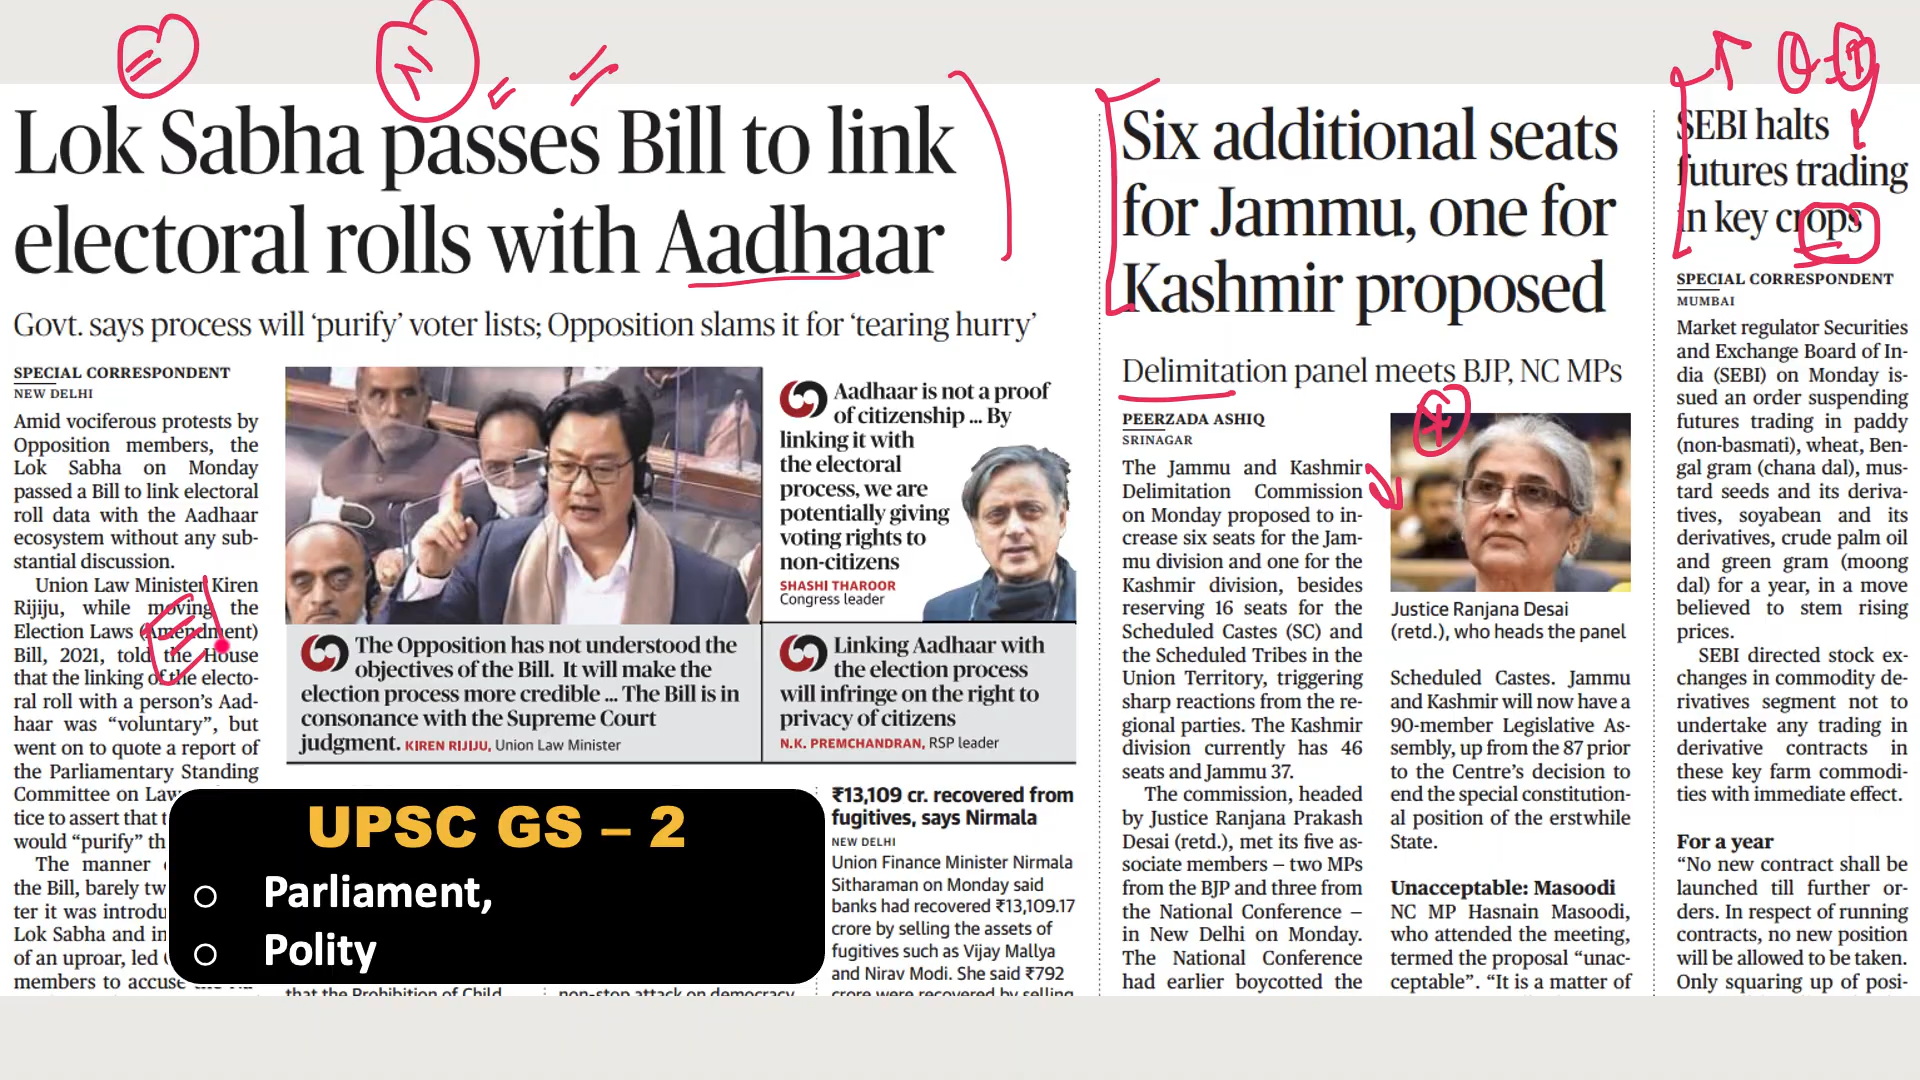 Lok Sabha passes Bill to link
electoral rolls with Aadhaar
Govt. says process will ‘purify’ voter lists; Opposition slams it for ‘tearing hurry’
SPECIAL CORRESPONDENT
NEW DELHI
Amid vociferous protests by
Opposition members, the
Lok Sabha on Monday
passed a Bill to link electoral
roll data with the Aadhaar
ecosystem without any sub-
stantial discussion.
Union Law Minister Kiren
Rijiju, while moving the
Election Laws (Amendment)
Bill, 2021, told the House
that the linking of the electo-
ral roll with a person’s Aad-
haar was “voluntary”, but
went on to quote a report of
the Parliamentary Standing
Committee on Law
tice to assert that
would “purify”
The manner
the Bill, barely
ter it was
Lok Sabha and
of an uproar, led
members to accuse
Aadhaar is not a proof
of citizenship ... By
linking it with
the electoral
process, we are
potentially giving
voting rights to
non-citizens
SHASHI THAROOR
Congress leader
The Opposition has not understood the
objectives of the Bill. It will make the
election process more credible ... The Bill is in
consonance with the Supreme Court
judgment. KIREN RIJIJU, Union Law Minister
Linking Aadhaar with
the election process
will infringe on the right to
privacy of citizens
N.K. PREMCHANDRAN, RSP leader
UPSC GS – 2
o Parliament,
o Polity
that the Prohibition of Child
non-stop attack on democracy
₹13,109 cr. recovered from
fugitives, says Nirmala
NEW DELHI
Union Finance Minister Nirmala
Sitharaman on Monday said
banks had recovered ₹13,109.17
crore by selling the assets of
fugitives such as Vijay Mallya
and Nirav Modi. She said ₹792
crore were recovered by selling
Six additional seats
for Jammu, one for
Kashmir proposed
Delimitation panel meets BJP, NC MPs
PEERZADA ASHIQ
SRINAGAR
The Jammu and Kashmir
Delimitation Commission
on Monday proposed to in-
crease six seats for the Jam-
mu division and one for the
Kashmir division, besides
reserving 16 seats for the
Scheduled Castes (SC) and
the Scheduled Tribes in the
Union Territory, triggering
sharp reactions from the re-
gional parties. The Kashmir
division currently has 46
seats and Jammu 37.
The commission, headed
by Justice Ranjana Prakash
Desai (retd.), met its five as-
sociate members – two MPs
from the BJP and three from
the National Conference –
in New Delhi on Monday.
The National Conference
had earlier boycotted the
Justice Ranjana Desai
(retd.), who heads the panel
Scheduled Castes. Jammu
and Kashmir will now have a
90-member Legislative As-
sembly, up from the 87 prior
to the Centre’s decision to
end the special constitution-
al position of the erstwhile
State.
Unacceptable: Masoodi
NC MP Hasnain Masoodi,
who attended the meeting,
termed the proposal “unac-
ceptable”. “It is a matter of
SEBI halts
futures trading
in key crops
SPECIAL CORRESPONDENT
MUMBAI
Market regulator Securities
and Exchange Board of In-
dia (SEBI) on Monday is-
sued an order suspending
futures trading in paddy
(non-basmati), wheat, Ben-
gal gram (chana dal), mus-
tard seeds and its deriva-
tives, soyabean and its
derivatives, crude palm oil
and green gram (moong
dal) for a year, in a move
believed to stem rising
prices.
SEBI directed stock ex-
changes in commodity de-
rivatives segment not to
undertake any trading in
derivative contracts in
these key farm commodi-
ties with immediate effect.
For a year
“No new contract shall be
launched till further or-
ders. In respect of running
contracts, no new position
will be allowed to be taken.
Only squaring up of posi-